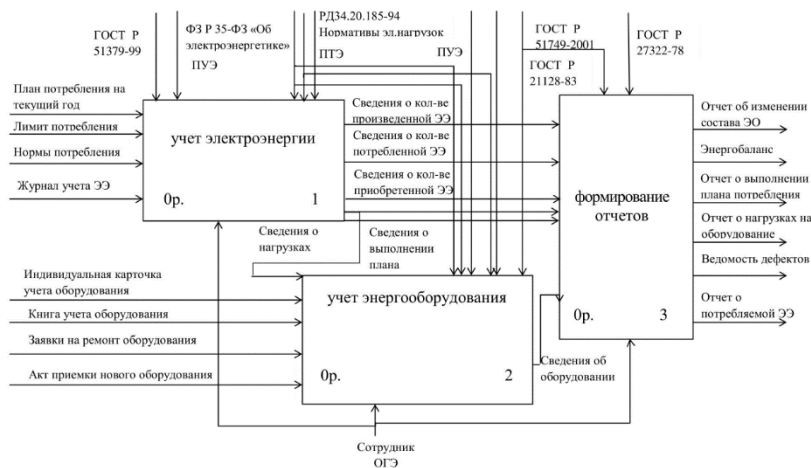 ГОСТ Р
51379-99
ФЗ Р 35-ФЗ «Об
электроэнергетике»
ПУЭ
РД34.20.185-94
Нормативы эл.нагрузок
ПТЭ
ПУЭ
ГОСТ Р
51749-2001
ГОСТ Р
21128-83
ГОСТ Р
27322-78
План потребления на
текущий год
Лимит потребления
Нормы потребления
Журнал учета ЭЭ
учет электроэнергии
0р.
1
Сведения о кол-ве
произведенной ЭЭ
Сведения о кол-ве
потребленной ЭЭ
Сведения о кол-ве
приобретенной ЭЭ
формирование
отчетов
0р.
3
Отчет об изменении
состава ЭО
Энергобаланс
Отчет о выполнении
плана потребления
Отчет о нагрузках на
оборудование
Ведомость дефектов
Отчет о
потребляемой ЭЭ
Сведения о
нагрузках
Сведения о
выполнении
плана
Индивидуальная карточка
учета оборудования
Книга учета оборудования
Заявки на ремонт оборудования
Акт приемки нового оборудования
учет энергооборудования
0р.
2
Сведения об
оборудовании
Сотрудник
ОГЭ